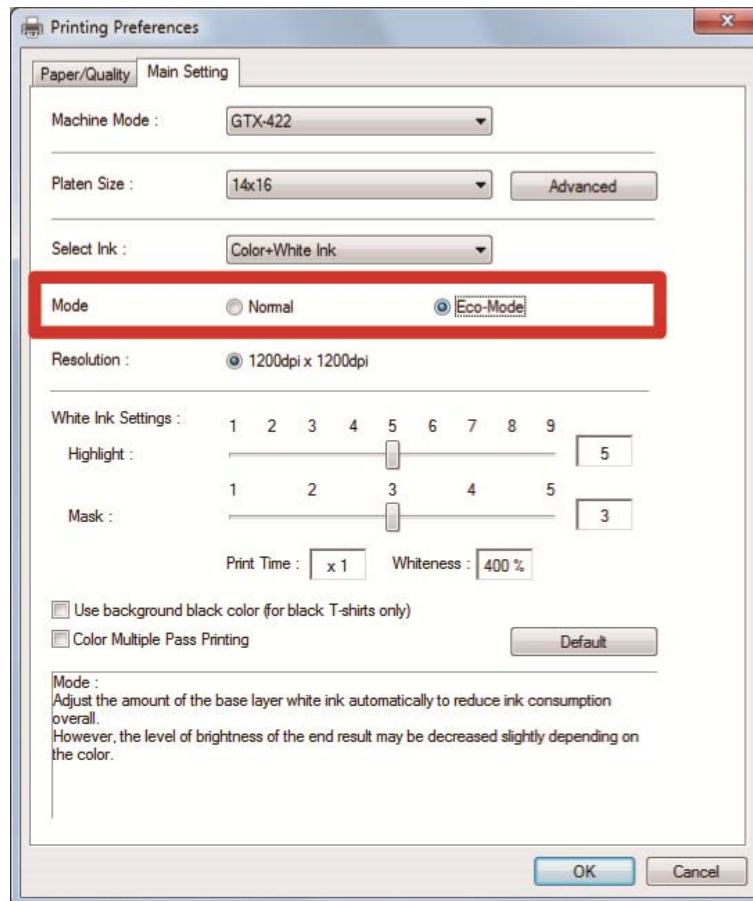 Printing Preferences
Paper/Quality Main Setting
Machine Mode : GTX-422
Platen Size : 14x16 Advanced
Select Ink : Color+White Ink
Mode Normal Eco-Mode
Resolution : 1200dpi x 1200dpi
White Ink Settings : 1 2 3 4 5 6 7 8 9
Highlight : 5
1 2 3 4 5
Mask : 3
Print Time : x 1 Whiteness : 400 %
Use background black color (for black T-shirts only)
Color Multiple Pass Printing Default
Mode :
Adjust the amount of the base layer white ink automatically to reduce ink consumption
overall.
However, the level of brightness of the end result may be decreased slightly depending on
the color.
OK Cancel